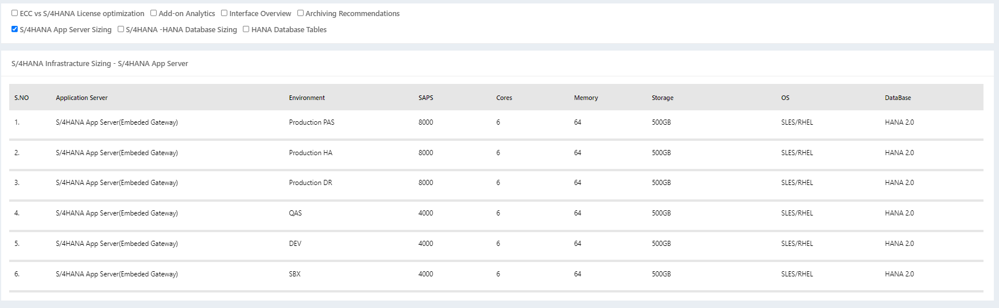 ECC vs S/4HANA License optimization Add-on Analytics Interface Overview Archiving Recommendations
S/4HANA App Server Sizing S/4HANA -HANA Database Sizing HANA Database Tables
S/4HANA Infrastracture Sizing - S/4HANA App Server
S.NO Application Server Environment SAPS Cores Memory Storage OS DataBase
1. S/4HANA App Server(Embeded Gateway) Production PAS 8000 6 64 500GB SLES/RHEL HANA 2.0
2. S/4HANA App Server(Embeded Gateway) Production HA 8000 6 64 500GB SLES/RHEL HANA 2.0
3. S/4HANA App Server(Embeded Gateway) Production DR 8000 6 64 500GB SLES/RHEL HANA 2.0
4. S/4HANA App Server(Embeded Gateway) QAS 4000 6 64 500GB SLES/RHEL HANA 2.0
5. S/4HANA App Server(Embeded Gateway) DEV 4000 6 64 500GB SLES/RHEL HANA 2.0
6. S/4HANA App Server(Embeded Gateway) SBX 4000 6 64 500GB SLES/RHEL HANA 2.0